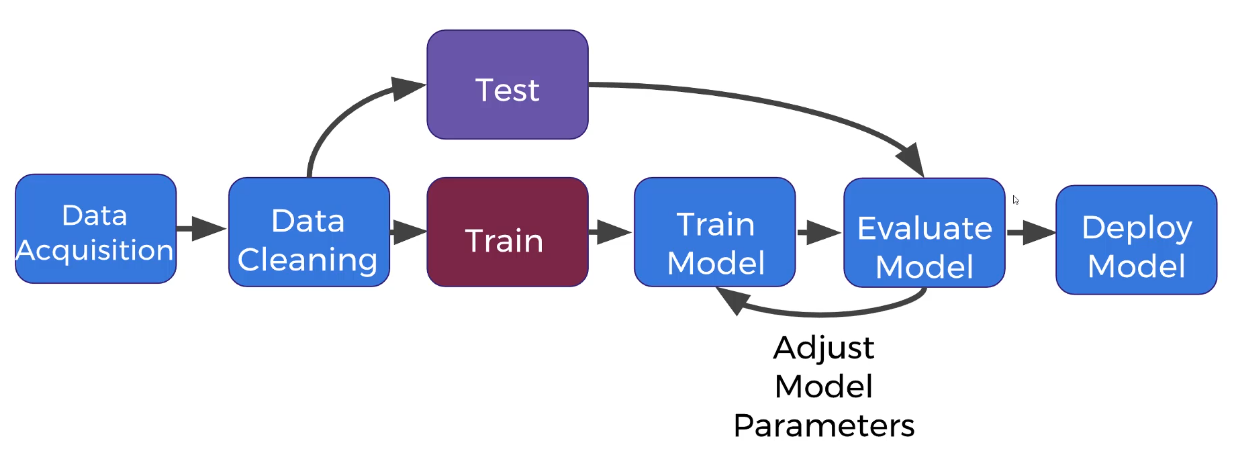 Test
Data
Acquisition
Data
Cleaning
Train
Train
Model
Evaluate
Model
Deploy
Model
Adjust
Model
Parameters